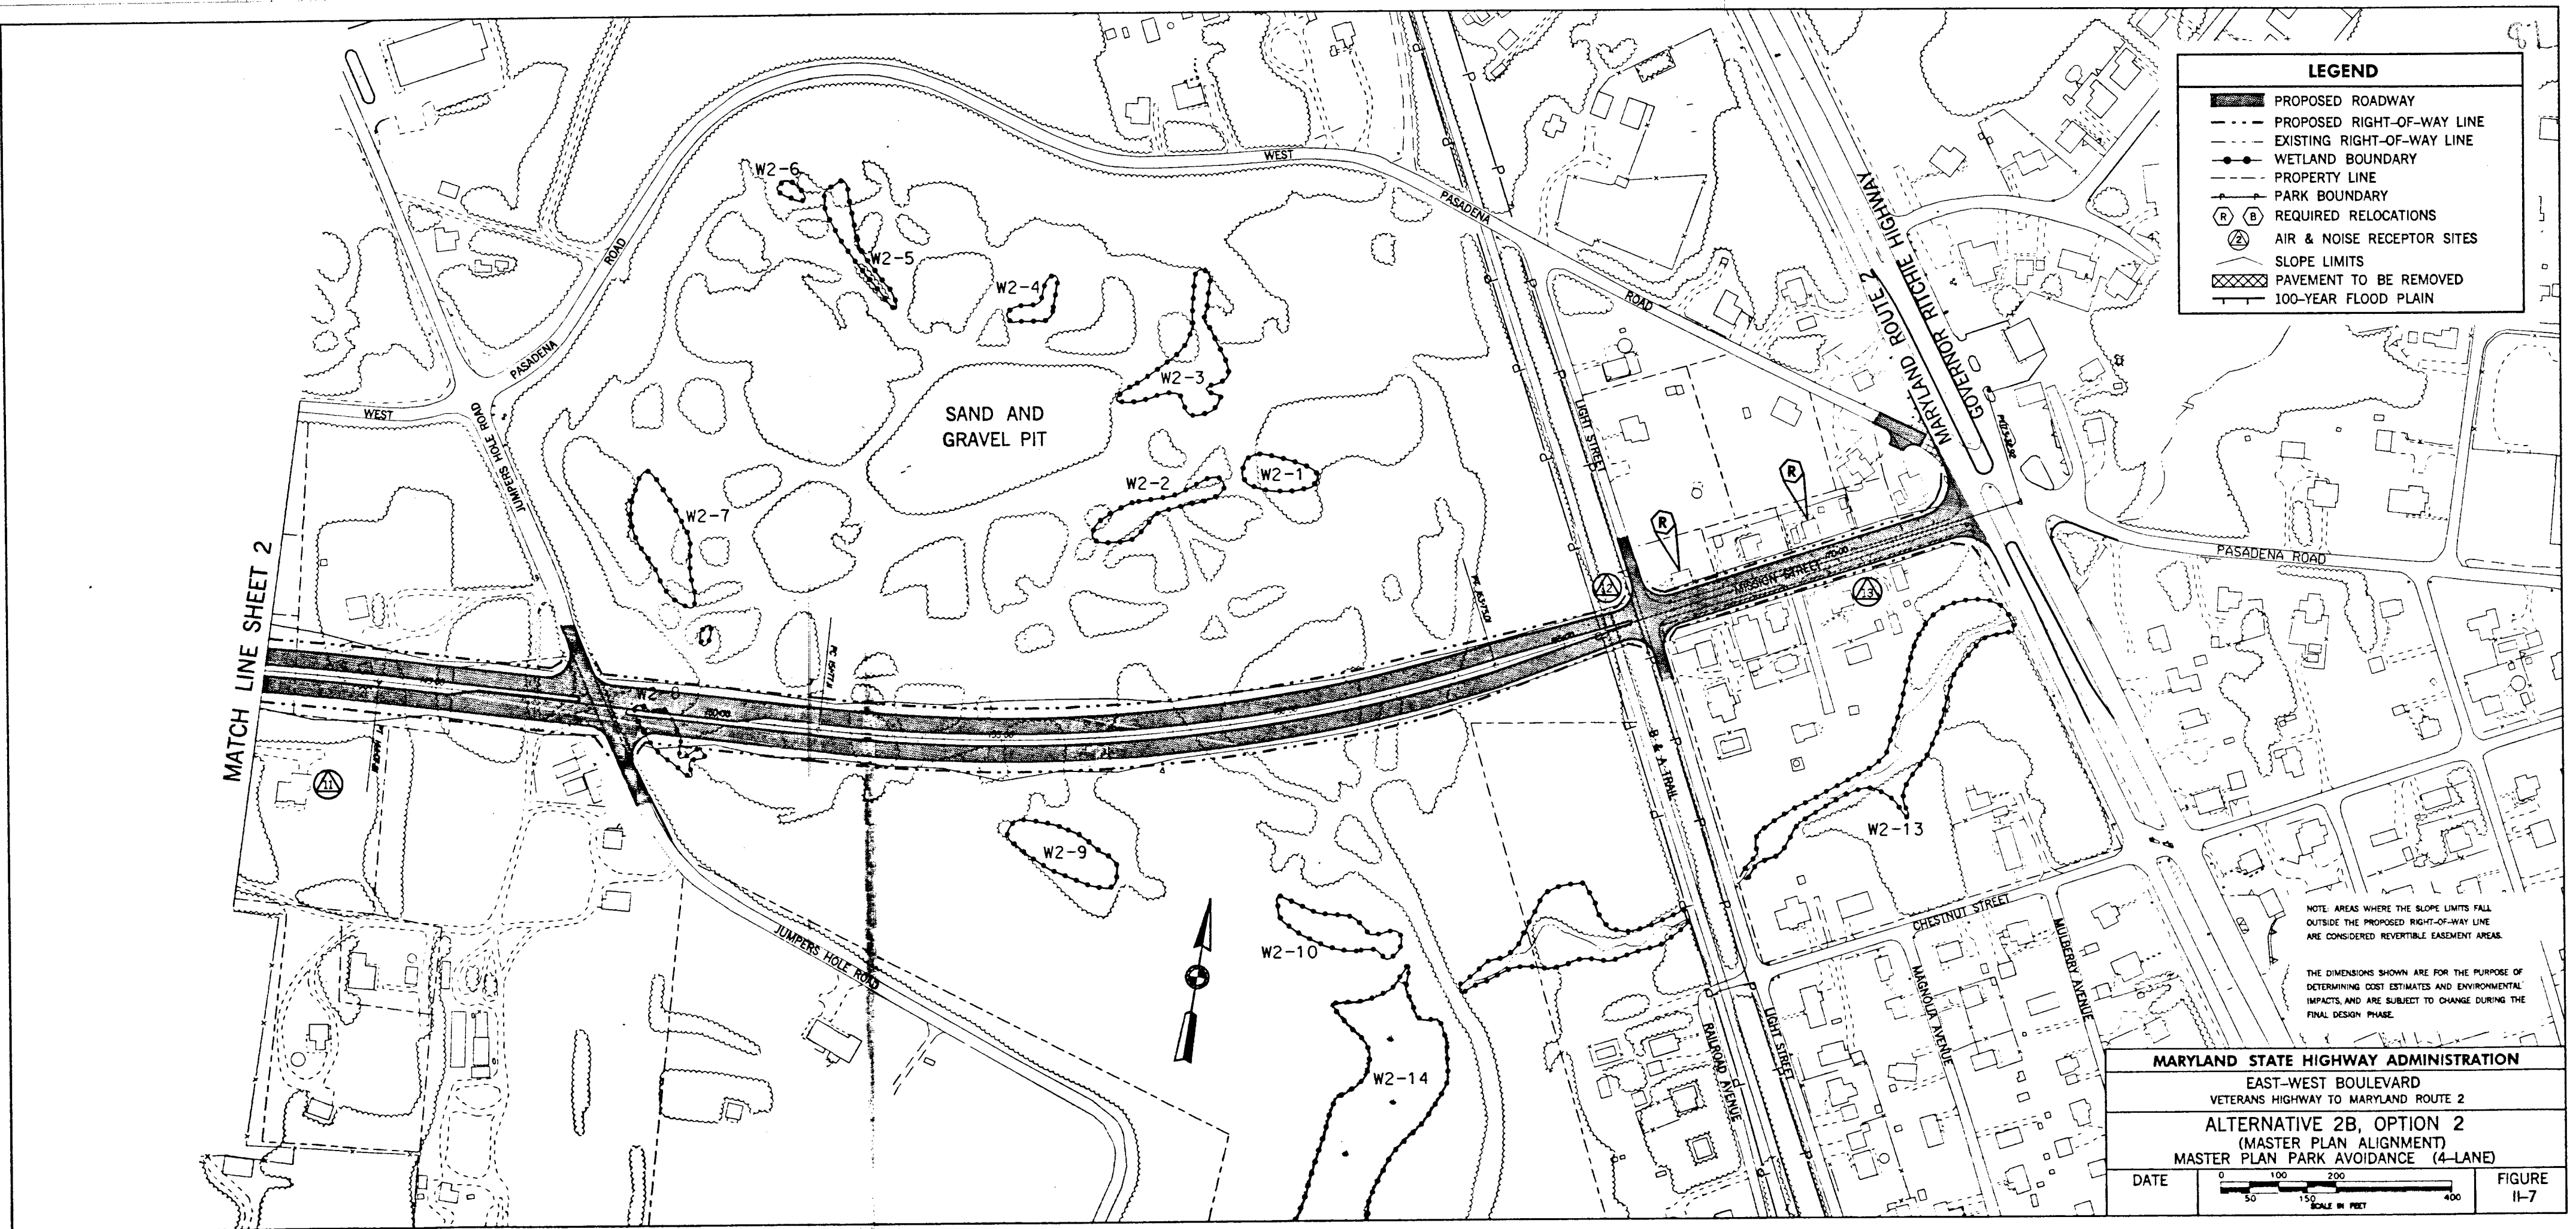 87
LEGEND
PROPOSED ROADWAY
PROPOSED RIGHT-OF-WAY LINE
EXISTING RIGHT-OF-WAY LINE
WETLAND BOUNDARY
PROPERTY LINE
P P PARK BOUNDARY
R B REQUIRED RELOCATIONS
2 AIR & NOISE RECEPTOR SITES
SLOPE LIMITS
PAVEMENT TO BE REMOVED
100-YEAR FLOOD PLAIN
WEST
PASADENA
ROAD
MARYLAND ROUTE 2
GOVERNOR RITCHIE HIGHWAY
W2-6
W2-5
W2-4
W2-3
ROAD
PASADENA
WEST
JUMPERS HOLE ROAD
SAND AND
GRAVEL PIT
LIGHT STREET
W2-1
W2-2
W2-7
R
R
MATCH LINE SHEET 2
PASADENA ROAD
MISSION STREET
12
13
W2-8
150+00
11
B & A TRAIL
W2-9
W2-13
W2-10
CHESTNUT STREET
MULBERRY AVENUE
MAGNOLIA AVENUE
JUMPERS HOLE ROAD
W2-14
RAILROAD AVENUE
LIGHT STREET
NOTE: AREAS WHERE THE SLOPE LIMITS FALL
OUTSIDE THE PROPOSED RIGHT-OF-WAY LINE
ARE CONSIDERED REVERTIBLE EASEMENT AREAS.
THE DIMENSIONS SHOWN ARE FOR THE PURPOSE OF
DETERMINING COST ESTIMATES AND ENVIRONMENTAL
IMPACTS, AND ARE SUBJECT TO CHANGE DURING THE
FINAL DESIGN PHASE.
MARYLAND STATE HIGHWAY ADMINISTRATION
EAST-WEST BOULEVARD
VETERANS HIGHWAY TO MARYLAND ROUTE 2
ALTERNATIVE 2B, OPTION 2
(MASTER PLAN ALIGNMENT)
MASTER PLAN PARK AVOIDANCE (4-LANE)
DATE
0 100 200
50 150 400
SCALE IN FEET
FIGURE
II-7